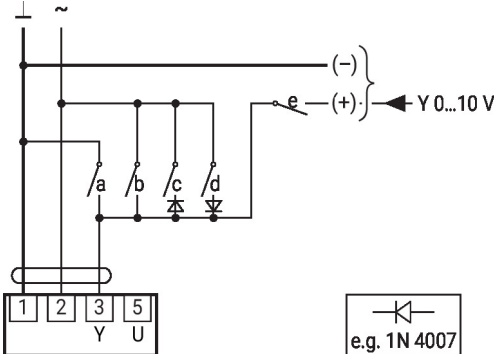 ⊥ ~
(–)
e (+) Y 0...10 V
a b c d
1 2 3 5
Y U
e.g. 1N 4007